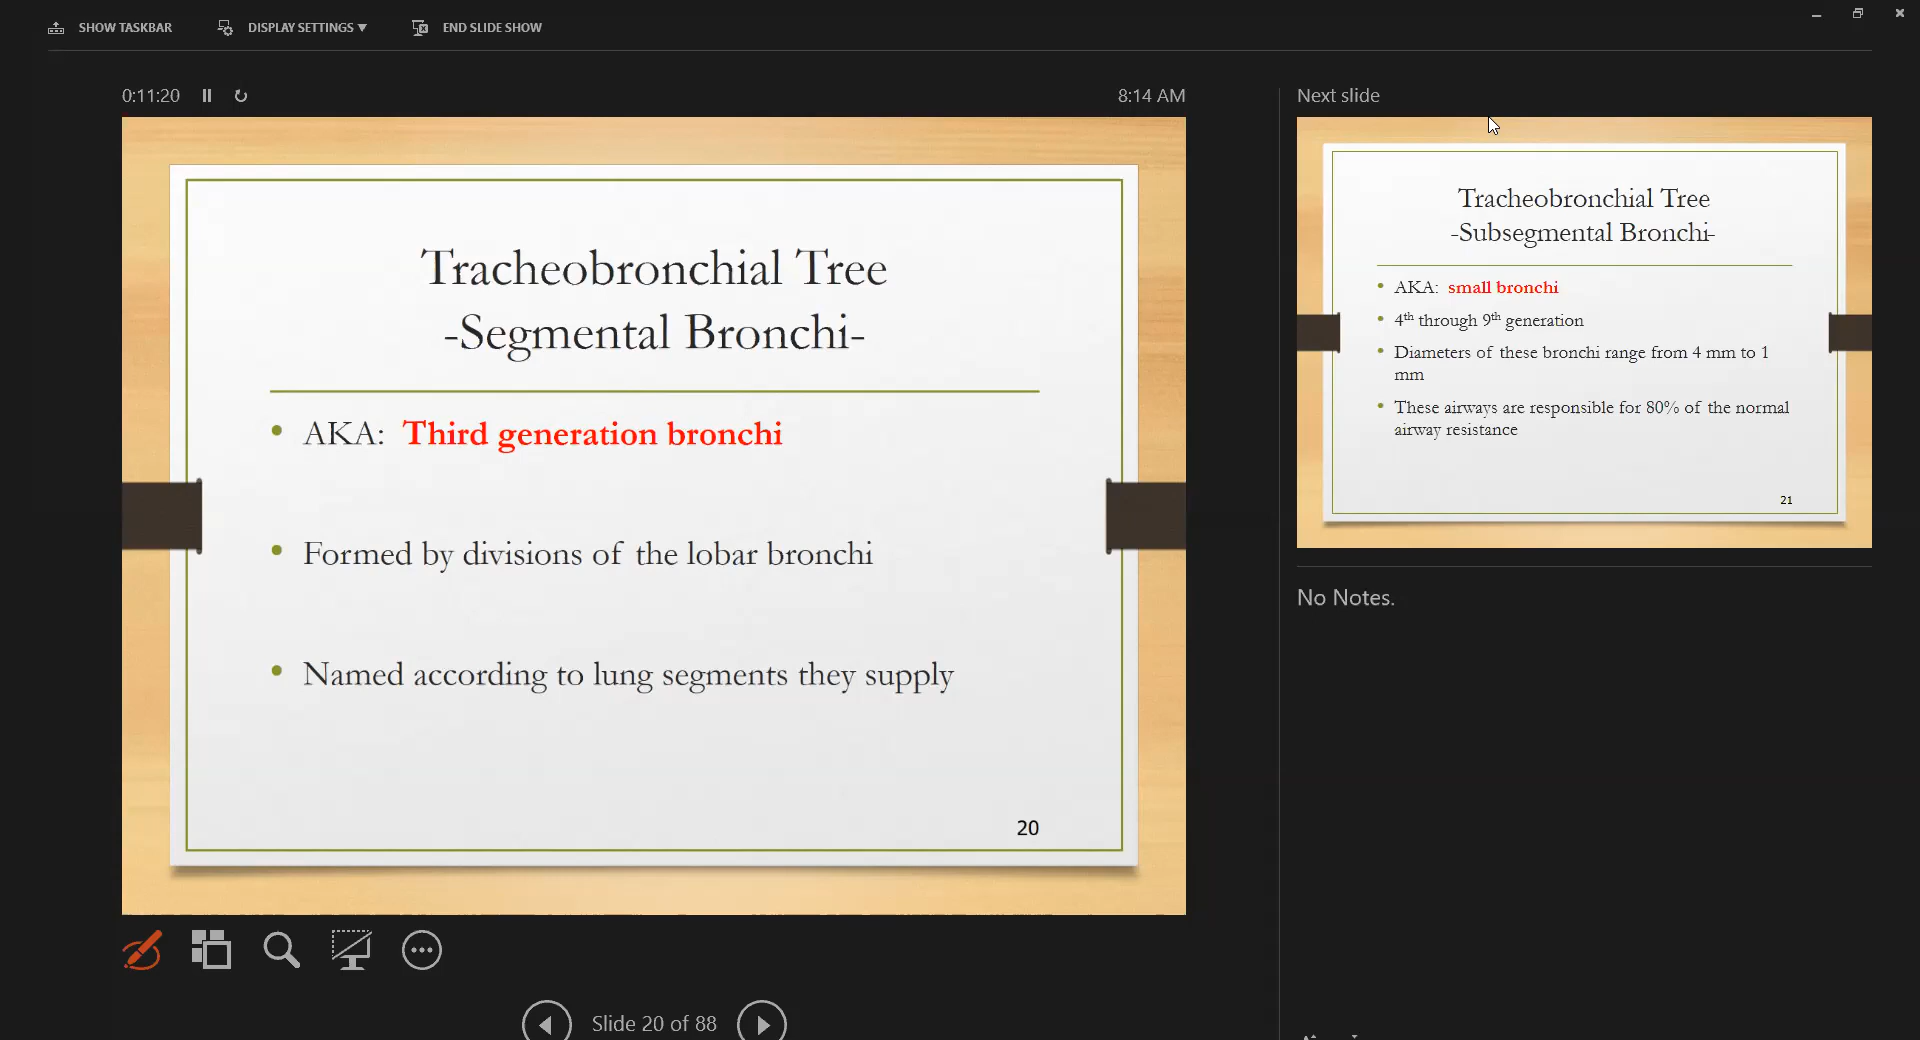 SHOW TASKBAR
DISPLAY SETTINGS
END SLIDE SHOW
0:11:20
8:14 AM
Tracheobronchial Tree
-Segmental Bronchi-
• AKA: Third generation bronchi
• Formed by divisions of the lobar bronchi
• Named according to lung segments they supply
20
Slide 20 of 88
Next slide
Tracheobronchial Tree
-Subsegmental Bronchi-
• AKA: small bronchi
• 4th through 9th generation
• Diameters of these bronchi range from 4 mm to 1
mm
• These airways are responsible for 80% of the normal
airway resistance
21
No Notes.